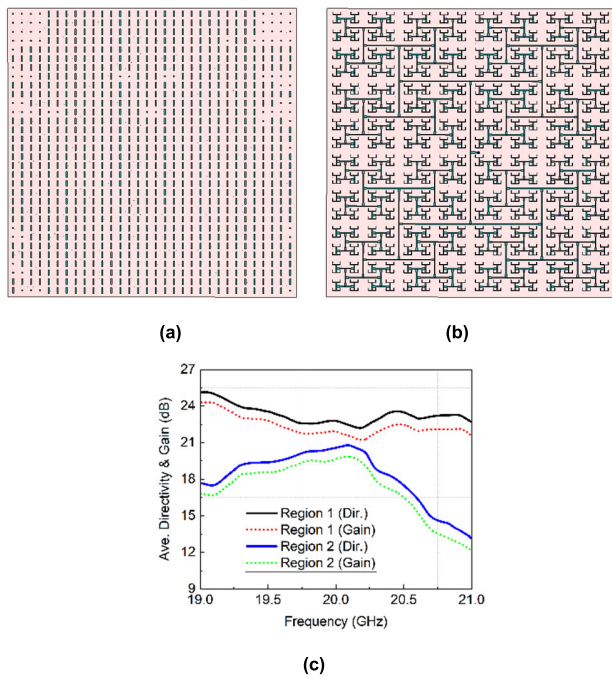 (a)
(b)
Ave. Directivity & Gain (dB)
27
24
21
18
15
12
9
Region 1 (Dir.)
Region 1 (Gain)
Region 2 (Dir.)
Region 2 (Gain)
19.0
19.5
20.0
20.5
21.0
Frequency (GHz)
(c)